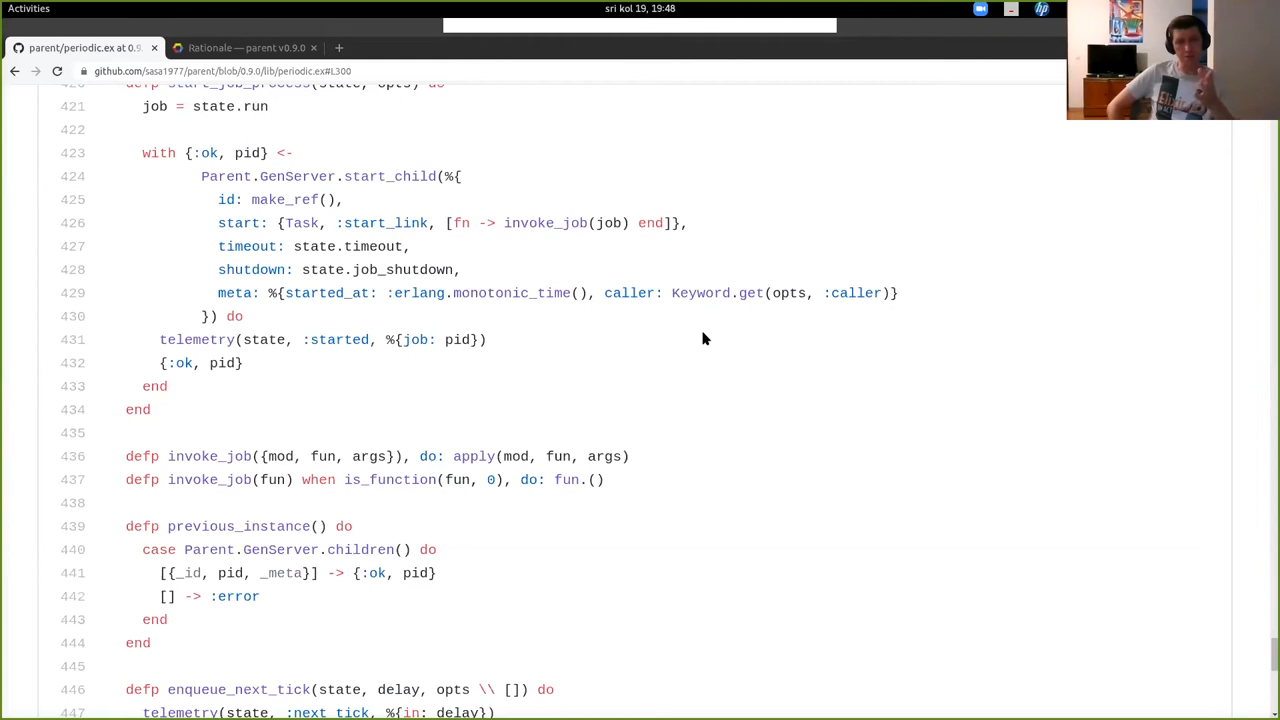 Activities
sri kol 19, 19:48
parent/periodic.ex at 0.9.
Rationale — parent v0.9.0
github.com/sasa1977/parent/blob/0.9.0/lib/periodic.ex#L300
420 defp start_job_process(state, opts) do
421 job = state.run
422
423 with {:ok, pid} <-
424 Parent.GenServer.start_child(%{
425 id: make_ref(),
426 start: {Task, :start_link, [fn -> invoke_job(job) end]},
427 timeout: state.timeout,
428 shutdown: state.job_shutdown,
429 meta: %{started_at: :erlang.monotonic_time(), caller: Keyword.get(opts, :caller)}
430 }) do
431 telemetry(state, :started, %{job: pid})
432 {:ok, pid}
433 end
434 end
435
436 defp invoke_job({mod, fun, args}), do: apply(mod, fun, args)
437 defp invoke_job(fun) when is_function(fun, 0), do: fun.()
438
439 defp previous_instance() do
440 case Parent.GenServer.children() do
441 [{_id, pid, _meta}] -> {:ok, pid}
442 [] -> :error
443 end
444 end
445
446 defp enqueue_next_tick(state, delay, opts \\ []) do
447 telemetry(state, :next_tick, %{in: delay})